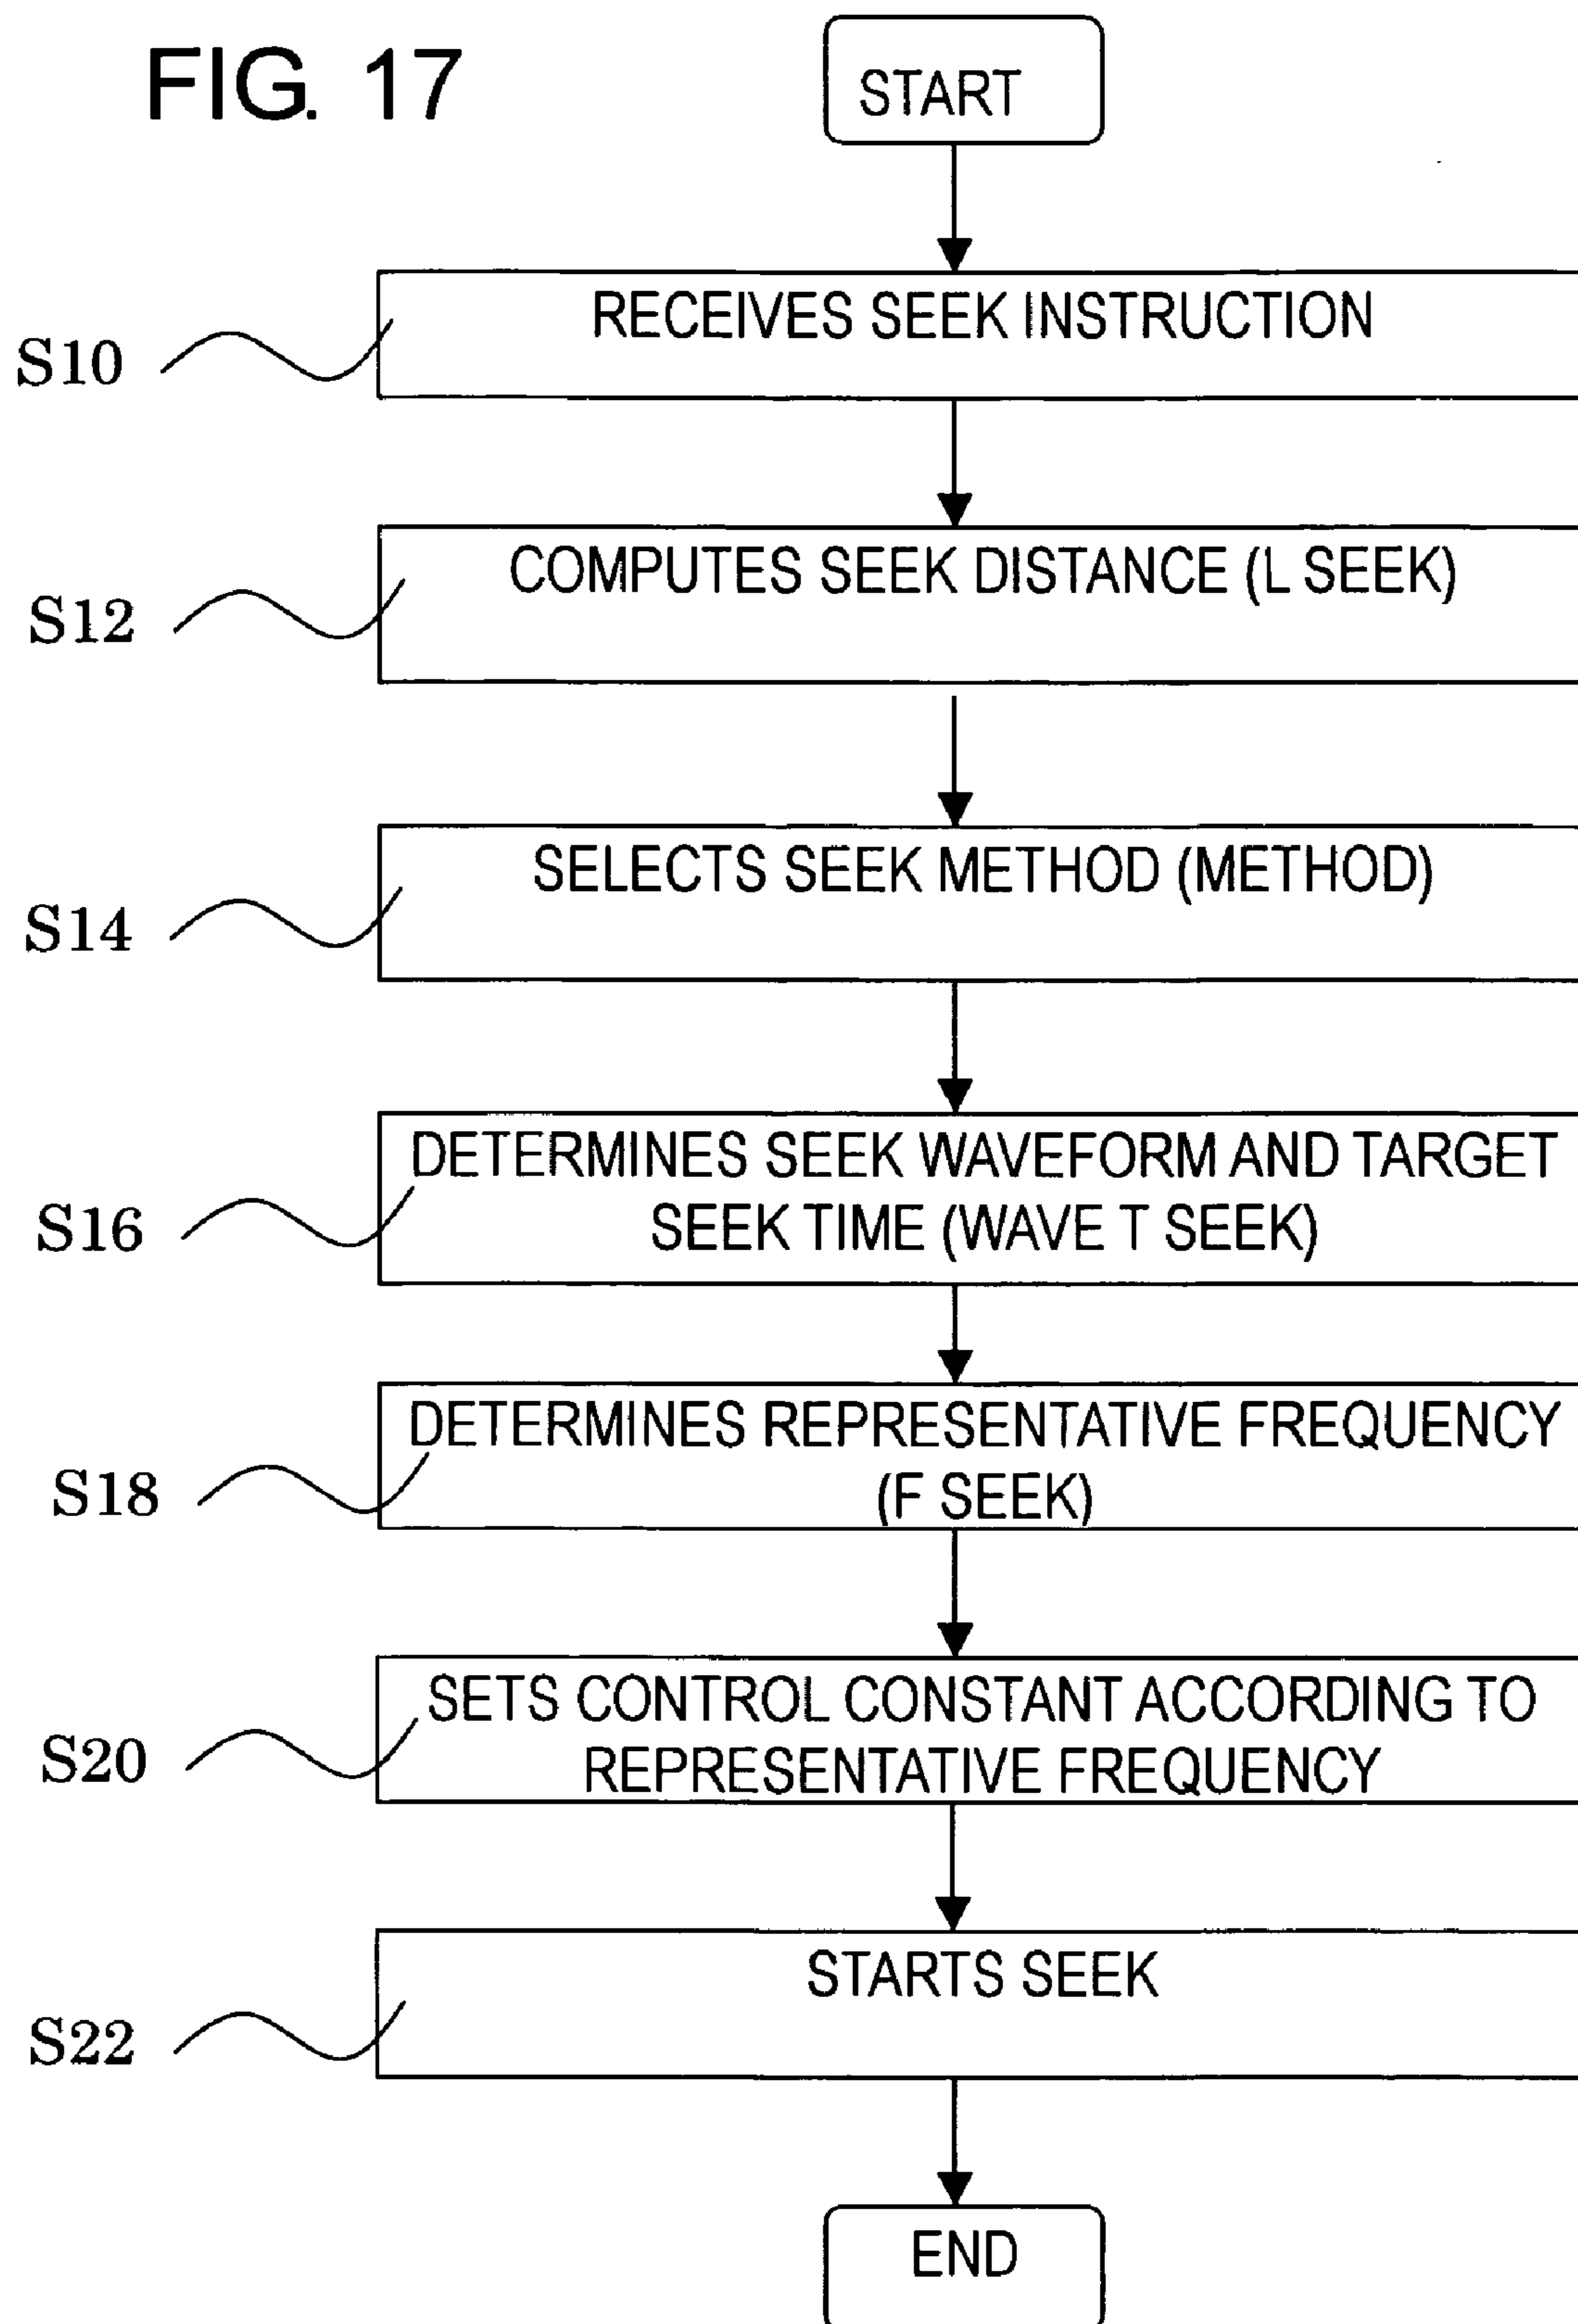 FIG. 17
START
S10
RECEIVES SEEK INSTRUCTION
S12
COMPUTES SEEK DISTANCE (L SEEK)
S14
SELECTS SEEK METHOD (METHOD)
S16
DETERMINES SEEK WAVEFORM AND TARGET
SEEK TIME (WAVE T SEEK)
S18
DETERMINES REPRESENTATIVE FREQUENCY
(F SEEK)
S20
SETS CONTROL CONSTANT ACCORDING TO
REPRESENTATIVE FREQUENCY
S22
STARTS SEEK
END